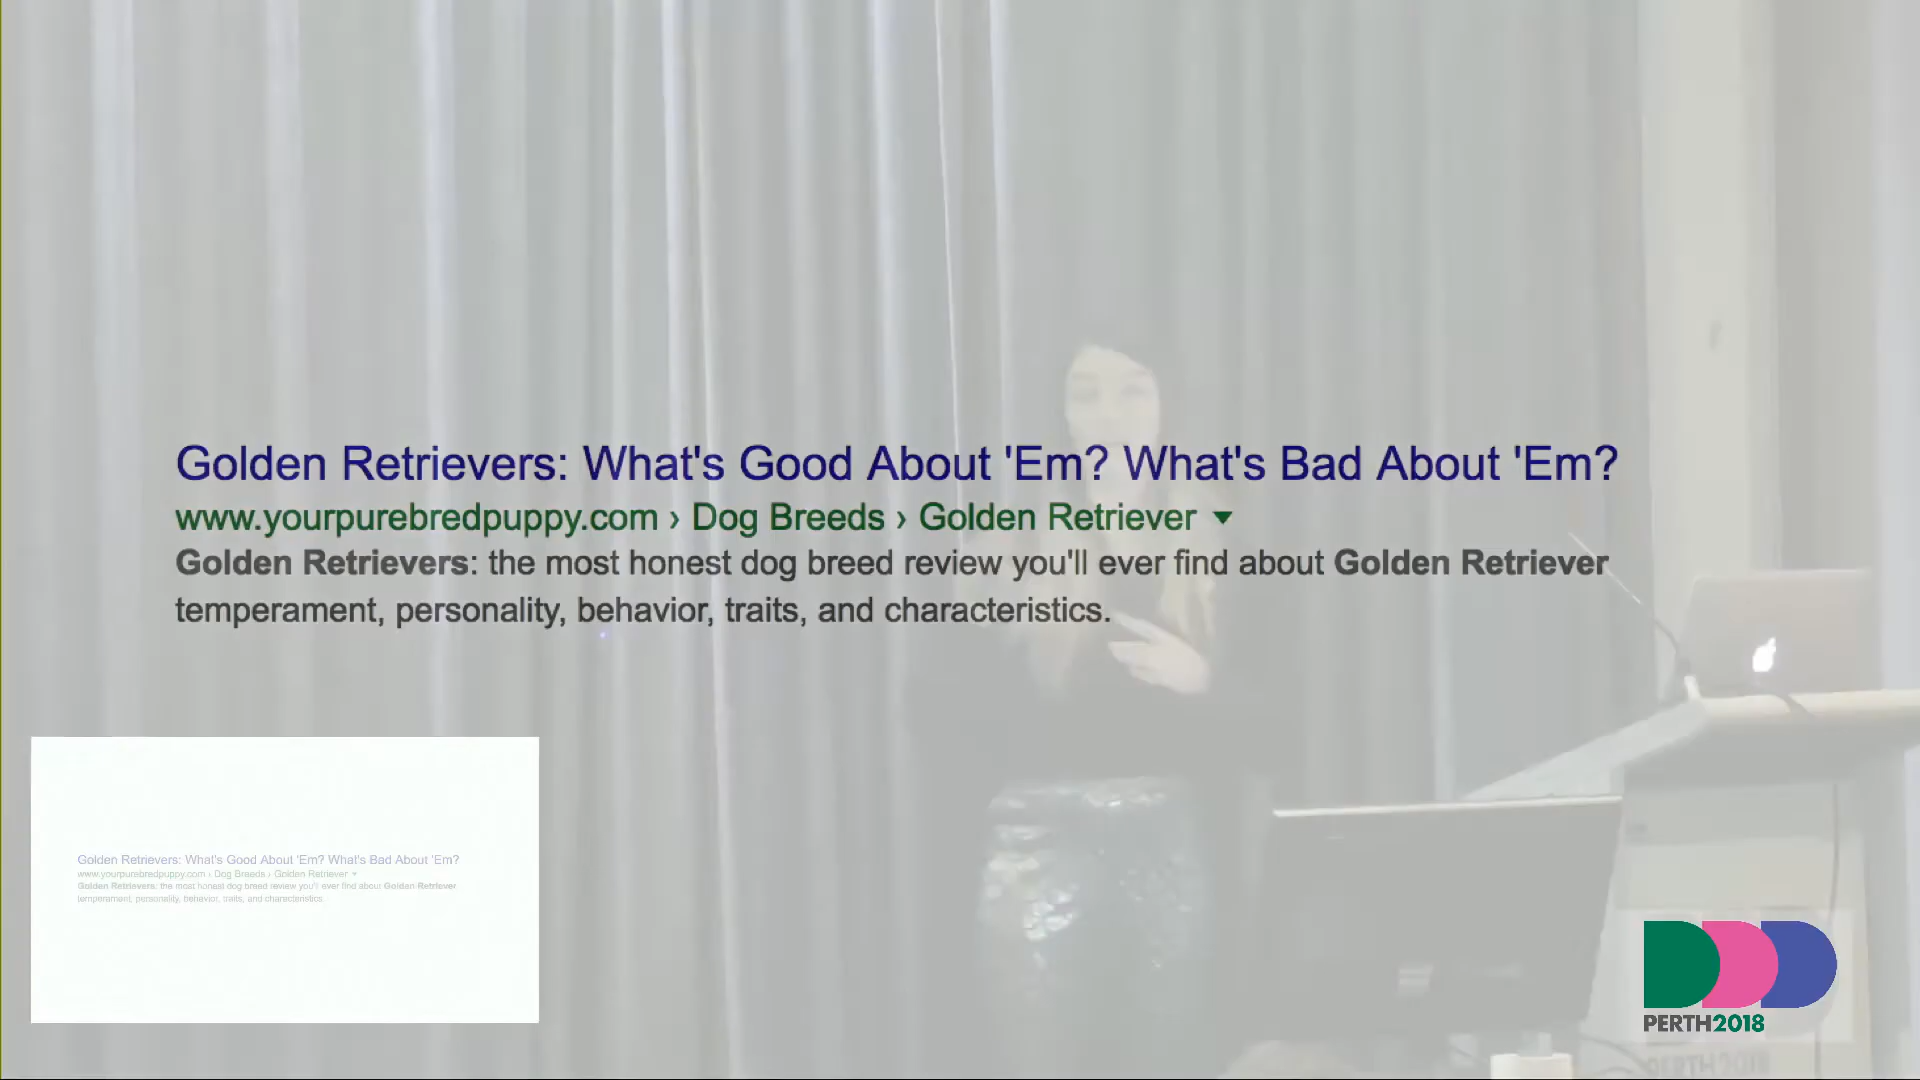 Golden Retrievers: What's Good About 'Em? What's Bad About 'Em?
www.yourpurebredpuppy.com › Dog Breeds › Golden Retriever ▼
Golden Retrievers: the most honest dog breed review you'll ever find about Golden Retriever
temperament, personality, behavior, traits, and characteristics.
Golden Retrievers: What's Good About 'Em? What's Bad About 'Em?
www.yourpurebredpuppy.com › Dog Breeds › Golden Retriever ▼
Golden Retrievers: the most honest dog breed review you'll ever find about Golden Retriever
temperament, personality, behavior, traits, and characteristics.
DDD
PERTH2018
PERTH2018